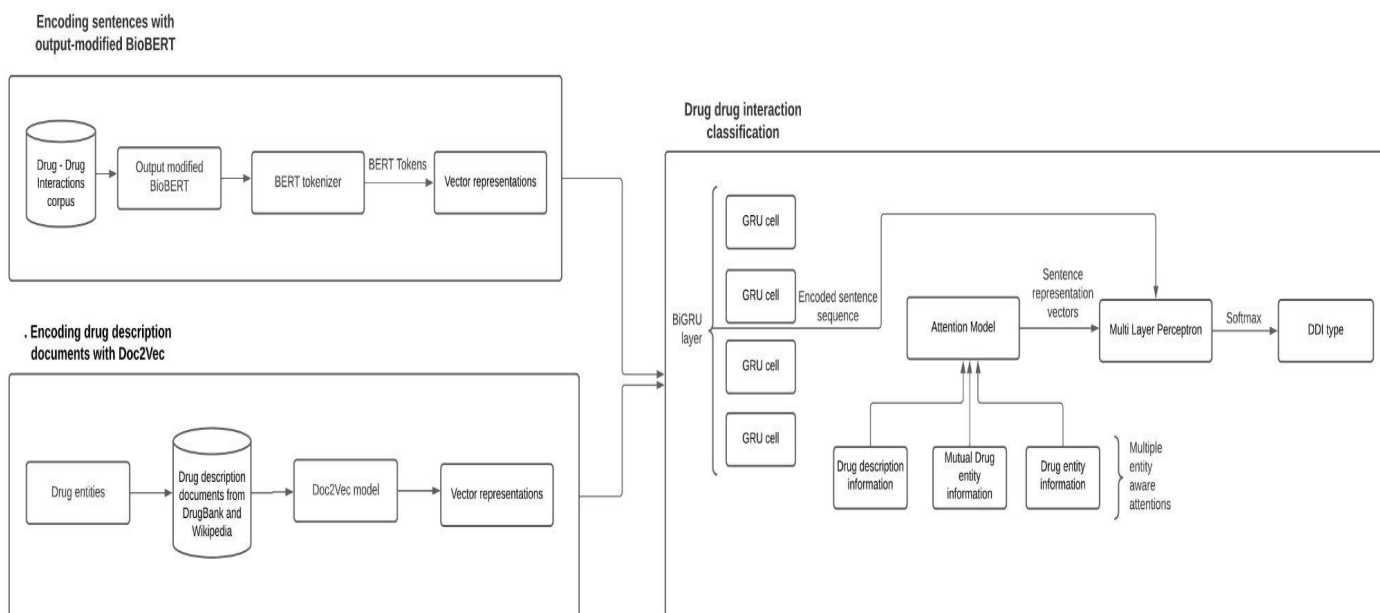 Encoding sentences with
output-modified BioBERT
Drug - Drug
Interactions
corpus
Output modified
BioBERT
BERT tokenizer
BERT Tokens
Vector representations
. Encoding drug description
documents with Doc2Vec
Drug entities
Drug description
documents from
DrugBank and
Wikipedia
Doc2Vec model
Vector representations
Drug drug interaction
classification
BiGRU
layer
GRU cell
GRU cell
GRU cell
GRU cell
Encoded sentence
sequence
Attention Model
Sentence
representation
vectors
Multi Layer Perceptron
Softmax
DDI type
Drug description
information
Mutual Drug
entity
information
Drug entity
information
Multiple
entity
aware
attentions